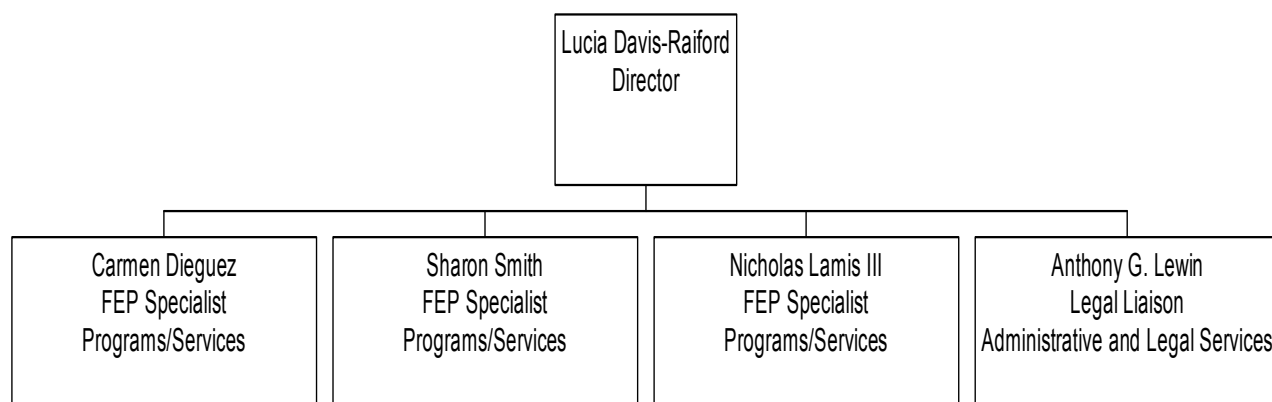 Lucia Davis-Raiford
Director
Carmen Dieguez
FEP Specialist
Programs/Services
Sharon Smith
FEP Specialist
Programs/Services
Nicholas Lamis III
FEP Specialist
Programs/Services
Anthony G. Lewin
Legal Liaison
Administrative and Legal Services